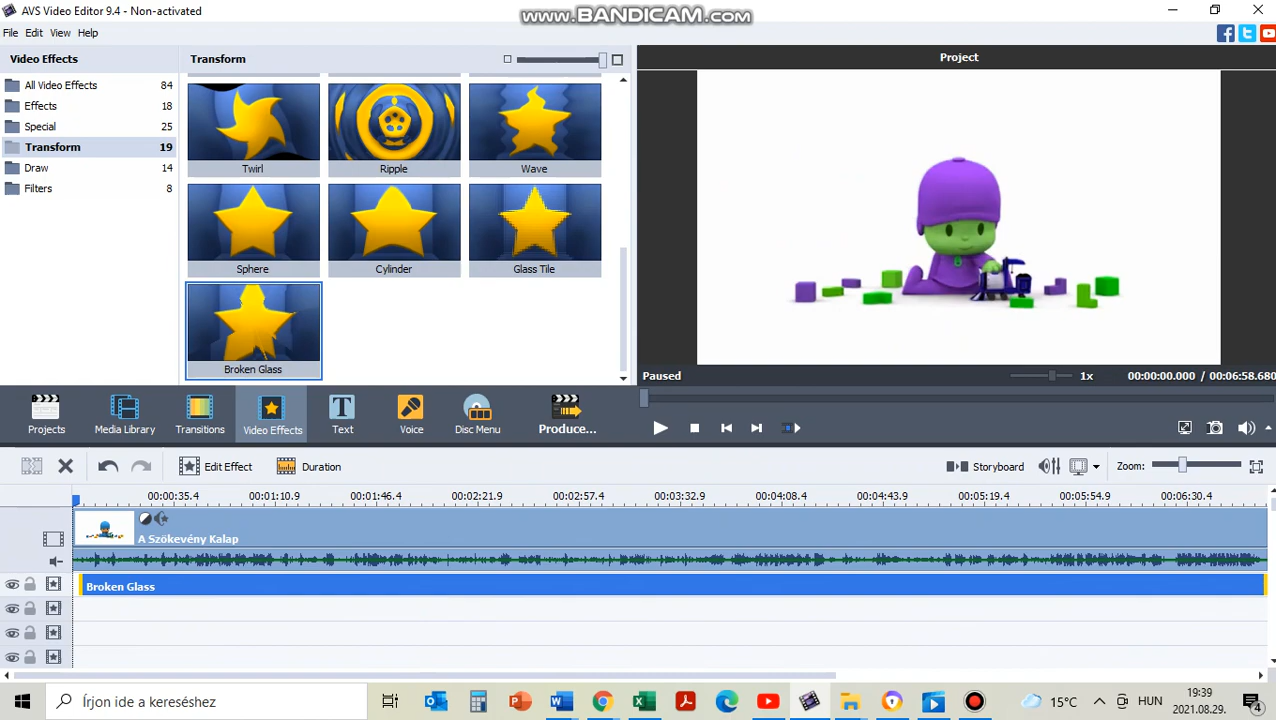 AVS Video Editor 9.4 - Non-activated
www.BANDICAM.com
File Edit View Help
Video Effects
Transform
Project
All Video Effects 84
Effects 18
Special 25
Transform 19
Draw 14
Filters 8
Twirl Ripple Wave
Sphere Cylinder Glass Tile
Broken Glass
Paused 1x 00:00:00.000 / 00:06:58.680
Projects Media Library Transitions Video Effects Text Voice Disc Menu Produce...
Edit Effect Duration Storyboard Zoom:
00:00:35.4 00:01:10.9 00:01:46.4 00:02:21.9 00:02:57.4 00:03:32.9 00:04:08.4 00:04:43.9 00:05:19.4 00:05:54.9 00:06:30.4
A Szökevény Kalap
Broken Glass
Írjon ide a kereséshez
15°C HUN 19:39
2021.08.29.
4